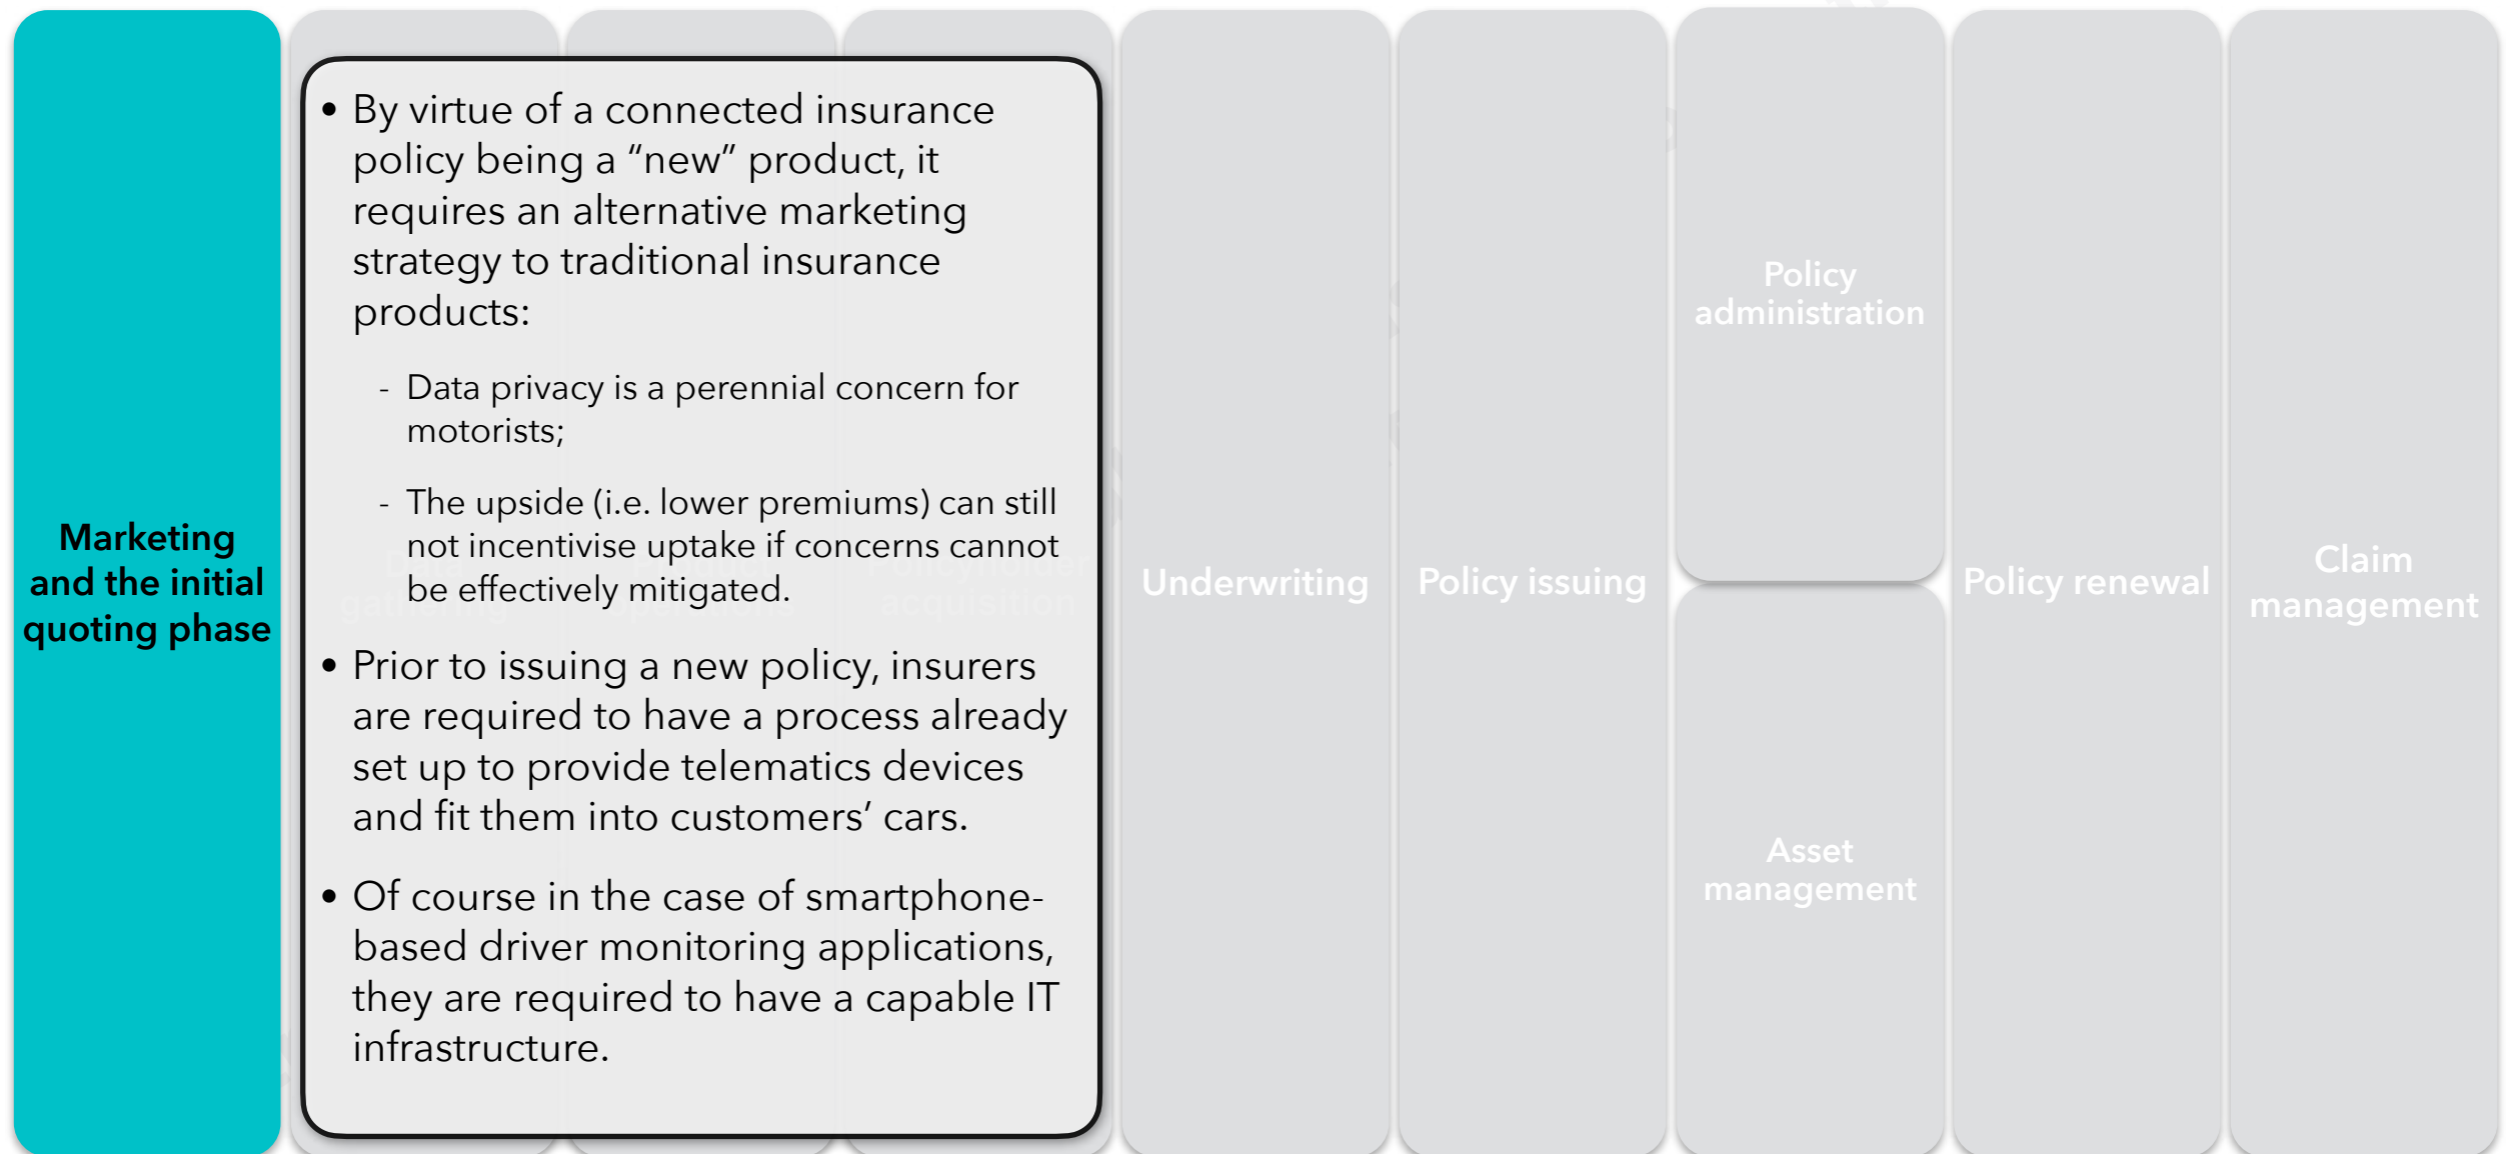 Marketing
and the initial
quoting phase
• By virtue of a connected insurance
policy being a “new” product, it
requires an alternative marketing
strategy to traditional insurance
products:
- Data privacy is a perennial concern for
motorists;
- The upside (i.e. lower premiums) can still
not incentivise uptake if concerns cannot
be effectively mitigated.
• Prior to issuing a new policy, insurers
are required to have a process already
set up to provide telematics devices
and fit them into customers’ cars.
• Of course in the case of smartphone-
based driver monitoring applications,
they are required to have a capable IT
infrastructure.
Data
gathering
Product
Policyholder
acquisition
Underwriting
Policy issuing
Policy
administration
Asset
management
Policy renewal
Claim
management